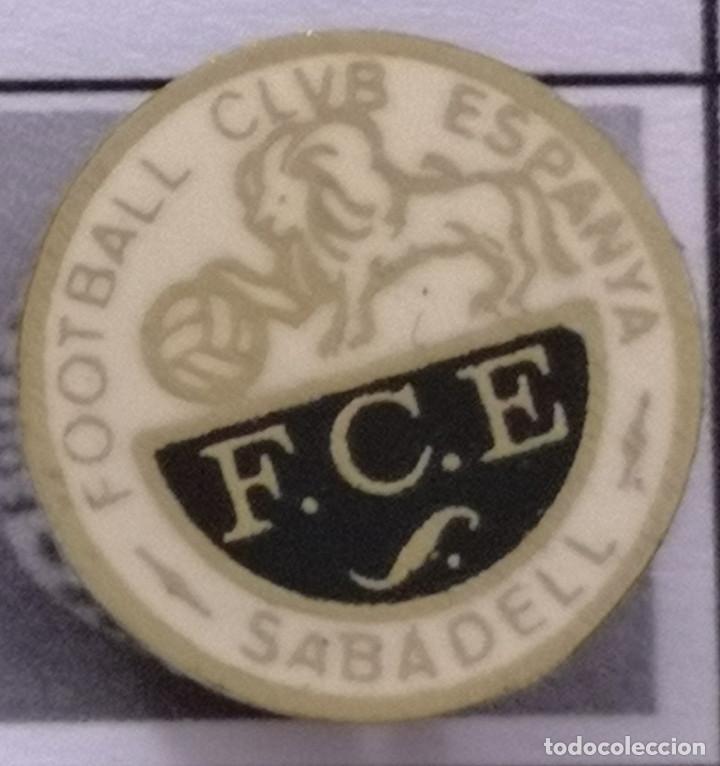 FOOTBALL CLVB ESPANYA
F.C.E
S.
SABADELL
todocoleccion